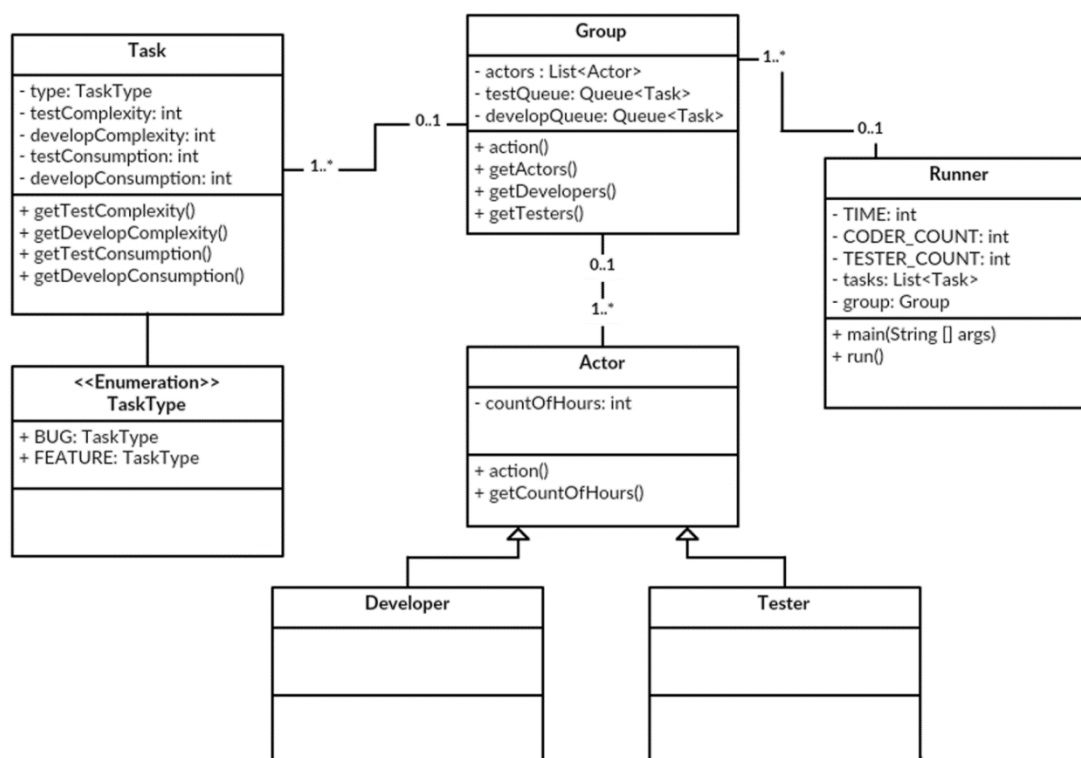 Task
- type: TaskType
- testComplexity: int
- developComplexity: int
- testConsumption: int
- developConsumption: int
+ getTestComplexity()
+ getDevelopComplexity()
+ getTestConsumption()
+ getDevelopConsumption()
<<Enumeration>>
TaskType
+ BUG: TaskType
+ FEATURE: TaskType
1..*
0..1
Group
- actors : List<Actor>
- testQueue: Queue<Task>
- developQueue: Queue<Task>
+ action()
+ getActors()
+ getDevelopers()
+ getTesters()
1..*
0..1
Runner
- TIME: int
- CODER_COUNT: int
- TESTER_COUNT: int
- tasks: List<Task>
- group: Group
+ main(String [] args)
+ run()
0..1
1..*
Actor
- countOfHours: int
+ action()
+ getCountOfHours()
Developer
Tester